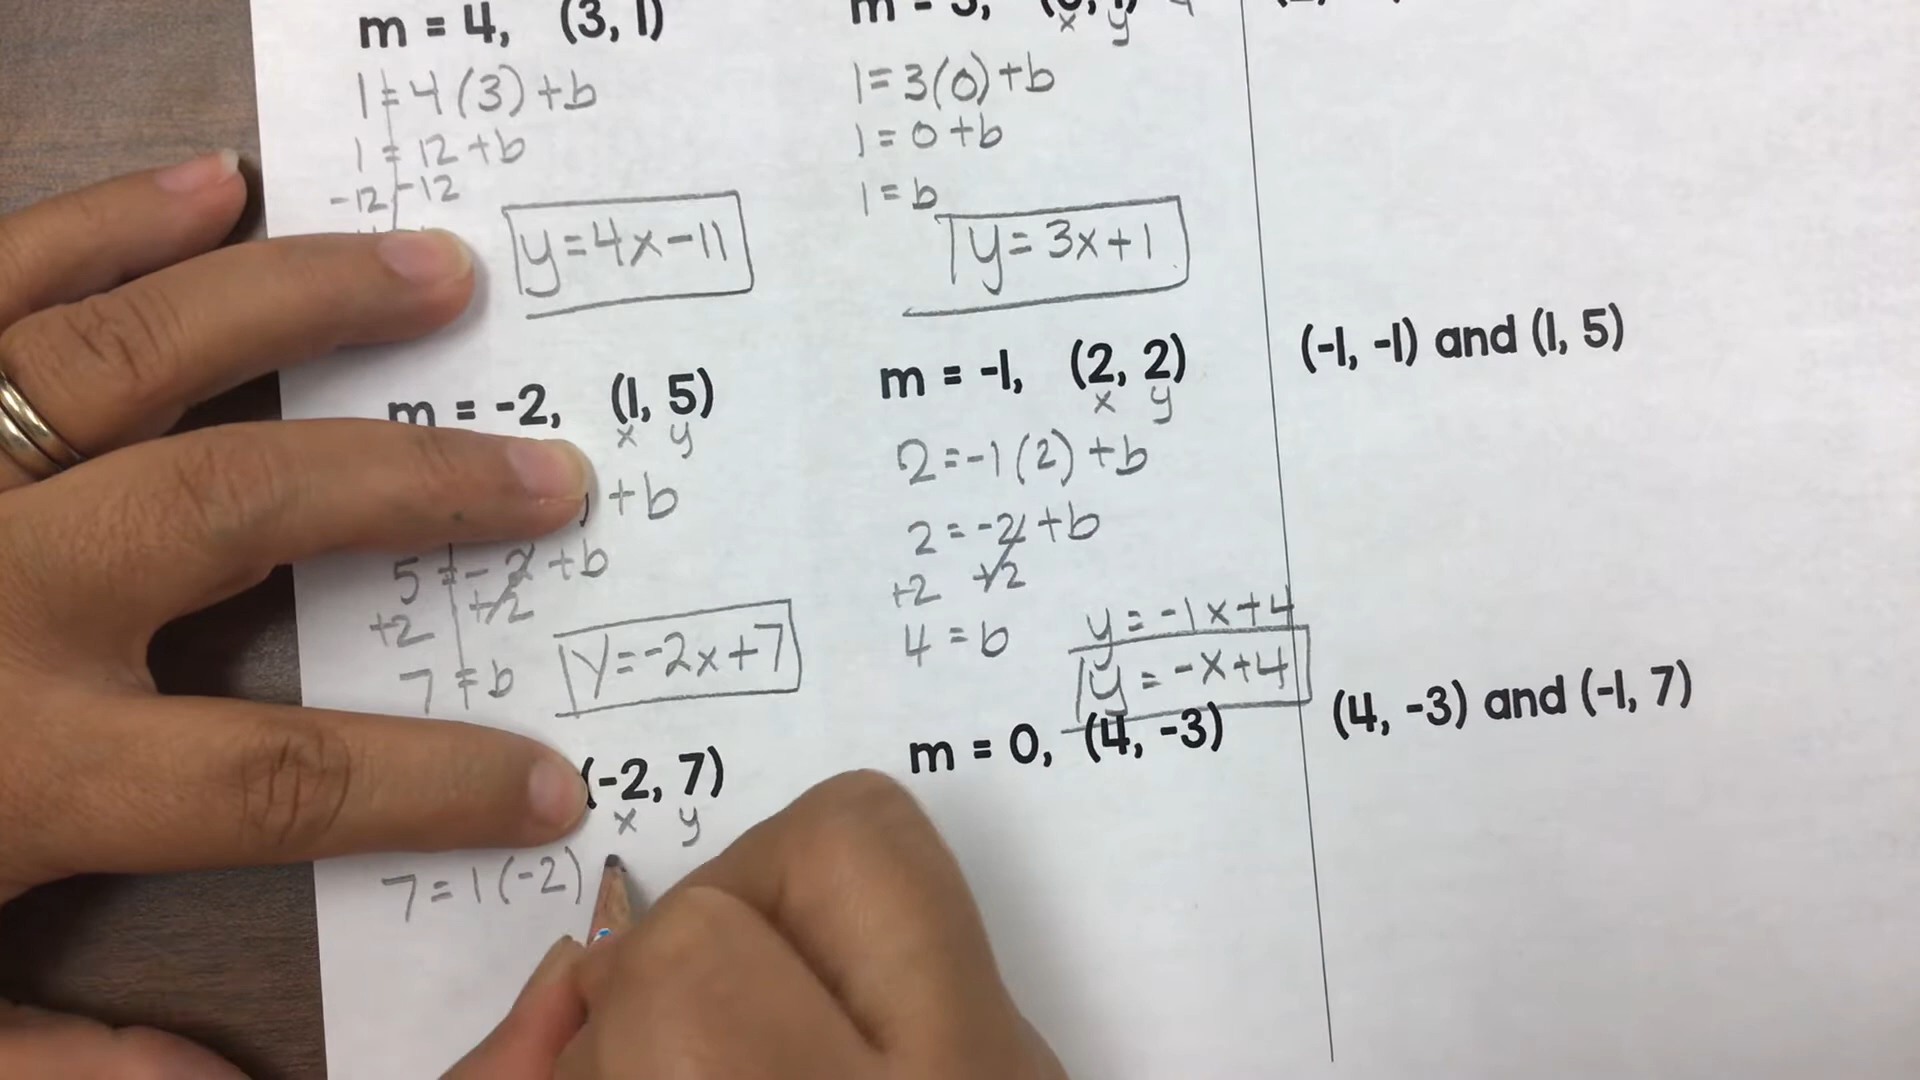 m = 4, (3, 1)
1 = 4(3) + b
1 = 12 + b
-12 -12
y = 4x - 11
x y
1 = 3(0) + b
1 = 0 + b
1 = b
y = 3x + 1
m = -2, (1, 5)
x y
+ b
5 = -2 + b
+2 +2
7 = b
y = -2x + 7
m = -1, (2, 2)
x y
2 = -1(2) + b
2 = -2 + b
+2 +2
4 = b
y = -1x + 4
y = -x + 4
(-2, 7)
x y
7 = 1(-2)
m = 0, (4, -3)
(-1, -1) and (1, 5)
(4, -3) and (-1, 7)